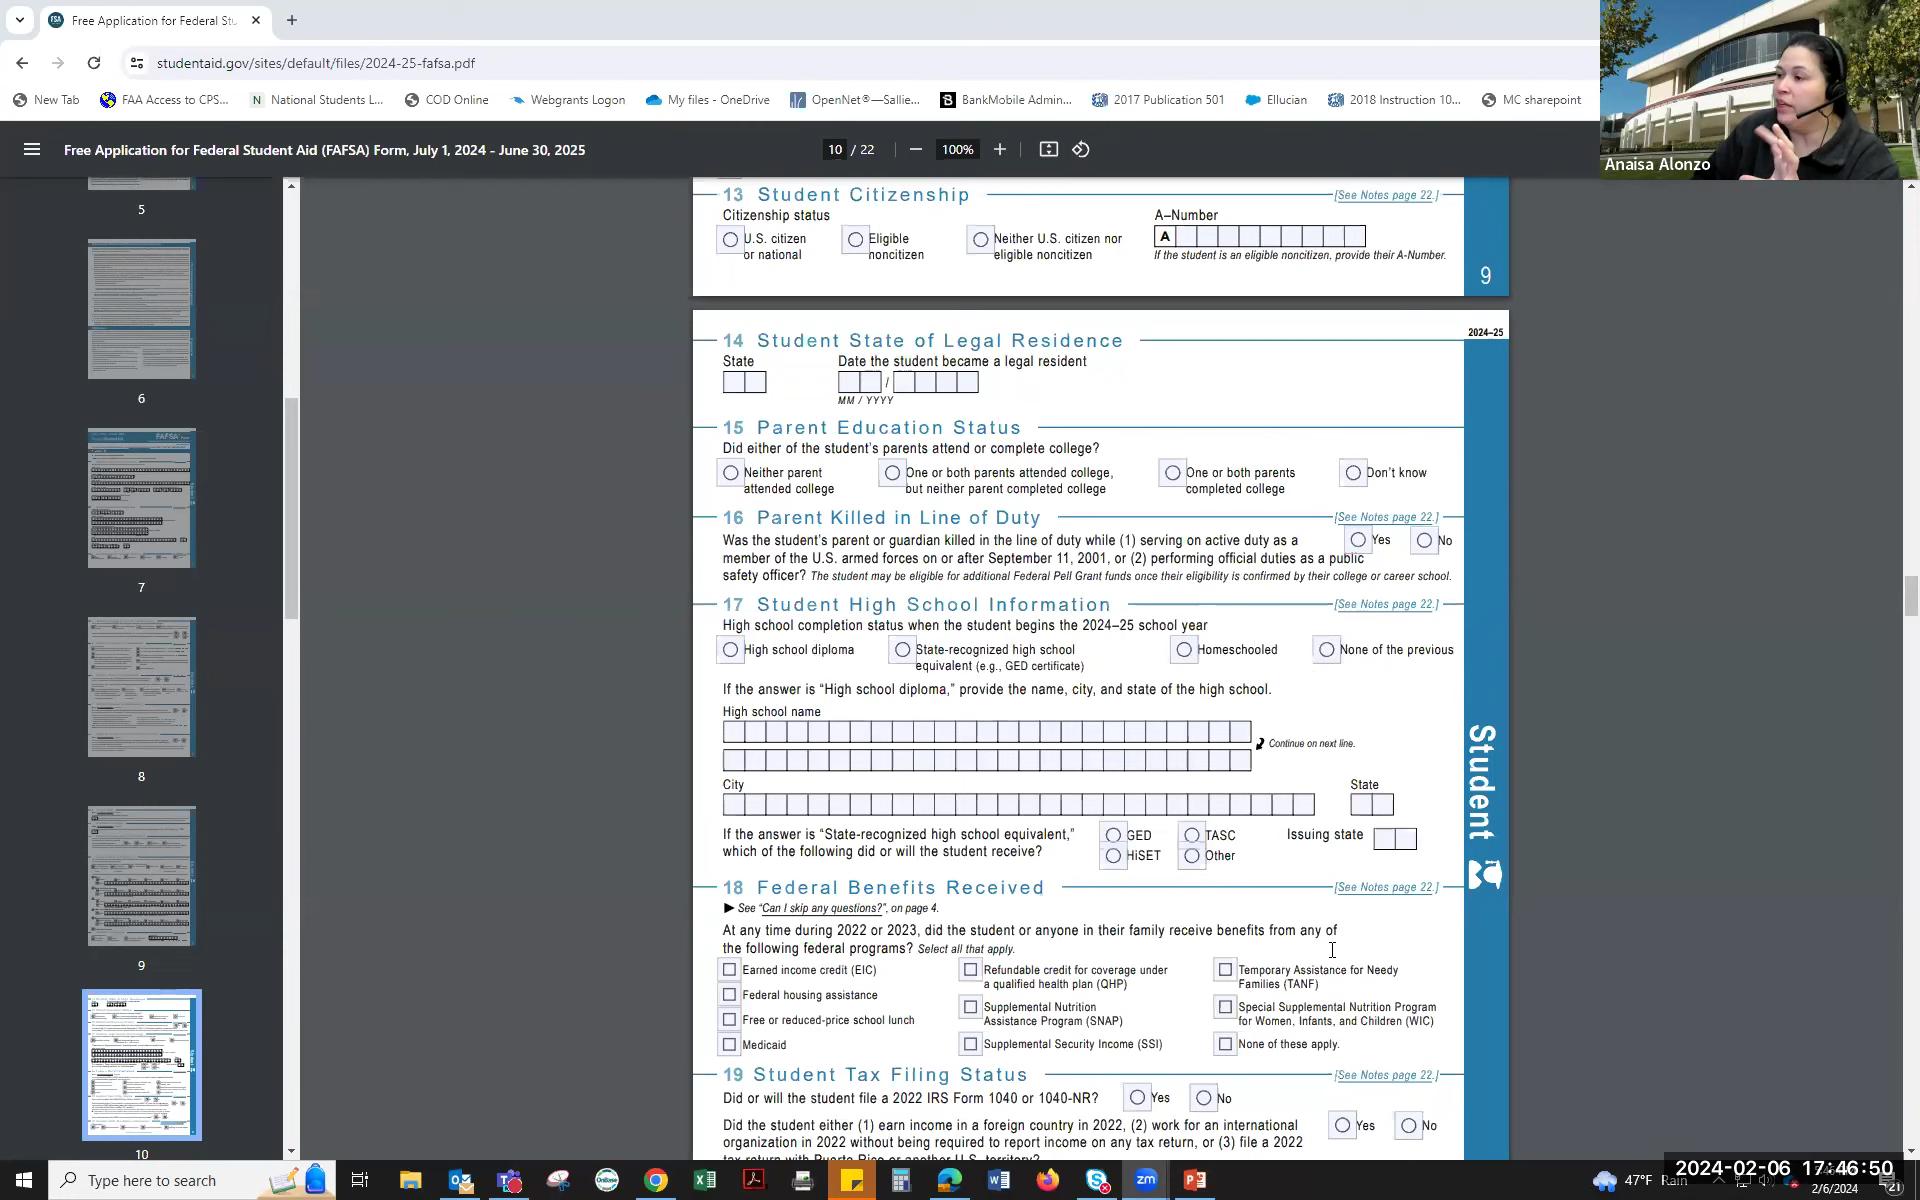 Free Application for Federal Stu
studentaid.gov/sites/default/files/2024-25-fafsa.pdf
New Tab
FAA Access to CPS...
National Students L...
COD Online
Webgrants Logon
My files - OneDrive
OpenNet®—Sallie...
BankMobile Admin...
2017 Publication 501
Ellucian
2018 Instruction 10...
MC sharepoint
Anaisa Alonzo
Free Application for Federal Student Aid (FAFSA) Form, July 1, 2024 - June 30, 2025
10 / 22
100%
5
6
7
8
9
10
13 Student Citizenship
[See Notes page 22.]
Citizenship status
A–Number
U.S. citizen
or national
Eligible
noncitizen
Neither U.S. citizen nor
eligible noncitizen
A
If the student is an eligible noncitizen, provide their A-Number.
9
2024–25
14 Student State of Legal Residence
State
Date the student became a legal resident
/
MM / YYYY
15 Parent Education Status
Did either of the student's parents attend or complete college?
Neither parent
attended college
One or both parents attended college,
but neither parent completed college
One or both parents
completed college
Don't know
16 Parent Killed in Line of Duty
[See Notes page 22.]
Was the student's parent or guardian killed in the line of duty while (1) serving on active duty as a
Yes
No
member of the U.S. armed forces on or after September 11, 2001, or (2) performing official duties as a public
safety officer? The student may be eligible for additional Federal Pell Grant funds once their eligibility is confirmed by their college or career school.
17 Student High School Information
[See Notes page 22.]
High school completion status when the student begins the 2024–25 school year
High school diploma
State-recognized high school
equivalent (e.g., GED certificate)
Homeschooled
None of the previous
If the answer is “High school diploma,” provide the name, city, and state of the high school.
High school name
Continue on next line.
City
State
If the answer is “State-recognized high school equivalent,”
which of the following did or will the student receive?
GED
TASC
HiSET
Other
Issuing state
Student
18 Federal Benefits Received
[See Notes page 22.]
See “Can I skip any questions?”, on page 4.
At any time during 2022 or 2023, did the student or anyone in their family receive benefits from any of
the following federal programs? Select all that apply.
Earned income credit (EIC)
Federal housing assistance
Free or reduced-price school lunch
Medicaid
Refundable credit for coverage under
a qualified health plan (QHP)
Supplemental Nutrition
Assistance Program (SNAP)
Supplemental Security Income (SSI)
Temporary Assistance for Needy
Families (TANF)
Special Supplemental Nutrition Program
for Women, Infants, and Children (WIC)
None of these apply.
19 Student Tax Filing Status
[See Notes page 22.]
Did or will the student file a 2022 IRS Form 1040 or 1040-NR?
Yes
No
Did the student either (1) earn income in a foreign country in 2022, (2) work for an international
organization in 2022 without being required to report income on any tax return, or (3) file a 2022
tax return with Puerto Rico or another U.S. territory?
Yes
No
Type here to search
47°F Rain
2024-02-06 17:46:50
2/6/2024
21